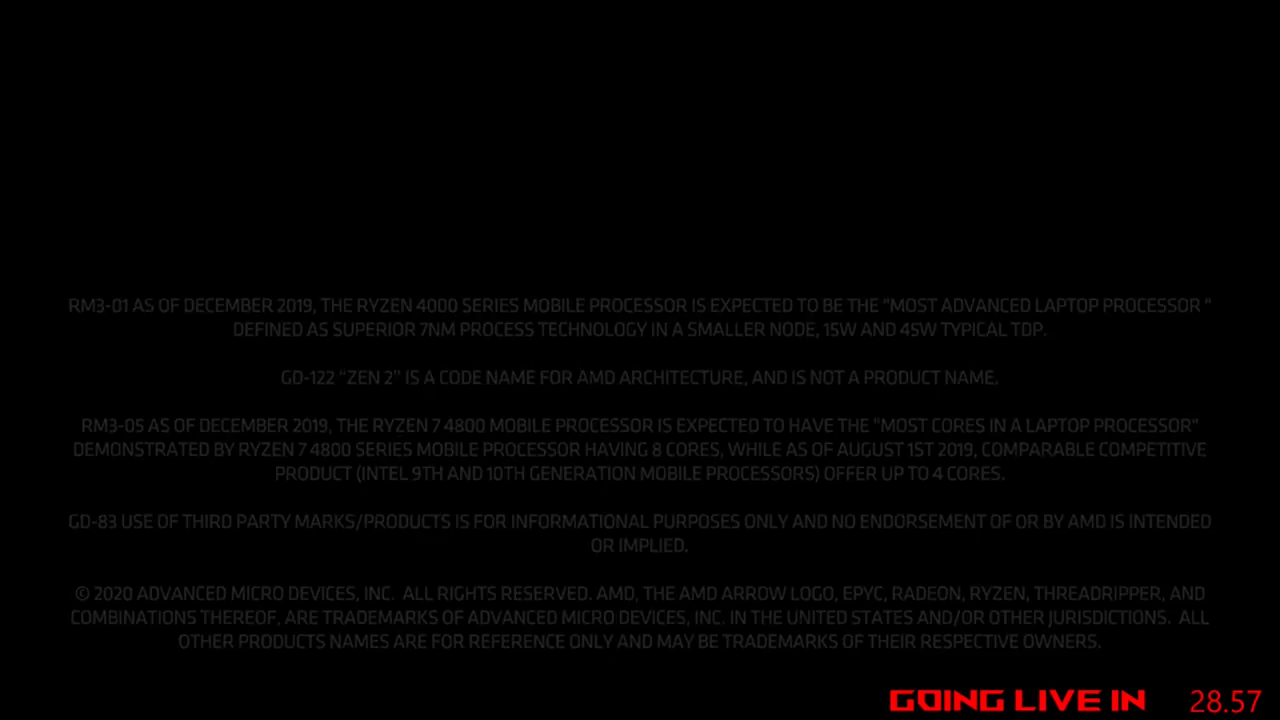 RM3-01 AS OF DECEMBER 2019, THE RYZEN 4000 SERIES MOBILE PROCESSOR IS EXPECTED TO BE THE "MOST ADVANCED LAPTOP PROCESSOR "
DEFINED AS SUPERIOR 7NM PROCESS TECHNOLOGY IN A SMALLER NODE, 15W AND 45W TYPICAL TDP.
GD-122 “ZEN 2” IS A CODE NAME FOR AMD ARCHITECTURE, AND IS NOT A PRODUCT NAME.
RM3-05 AS OF DECEMBER 2019, THE RYZEN 7 4800 MOBILE PROCESSOR IS EXPECTED TO HAVE THE "MOST CORES IN A LAPTOP PROCESSOR"
DEMONSTRATED BY RYZEN 7 4800 SERIES MOBILE PROCESSOR HAVING 8 CORES, WHILE AS OF AUGUST 1ST 2019, COMPARABLE COMPETITIVE
PRODUCT (INTEL 9TH AND 10TH GENERATION MOBILE PROCESSORS) OFFER UP TO 4 CORES.
GD-83 USE OF THIRD PARTY MARKS/PRODUCTS IS FOR INFORMATIONAL PURPOSES ONLY AND NO ENDORSEMENT OF OR BY AMD IS INTENDED
OR IMPLIED.
© 2020 ADVANCED MICRO DEVICES, INC.  ALL RIGHTS RESERVED. AMD, THE AMD ARROW LOGO, EPYC, RADEON, RYZEN, THREADRIPPER, AND
COMBINATIONS THEREOF, ARE TRADEMARKS OF ADVANCED MICRO DEVICES, INC. IN THE UNITED STATES AND/OR OTHER JURISDICTIONS.  ALL
OTHER PRODUCTS NAMES ARE FOR REFERENCE ONLY AND MAY BE TRADEMARKS OF THEIR RESPECTIVE OWNERS.
GOING LIVE IN 28.57